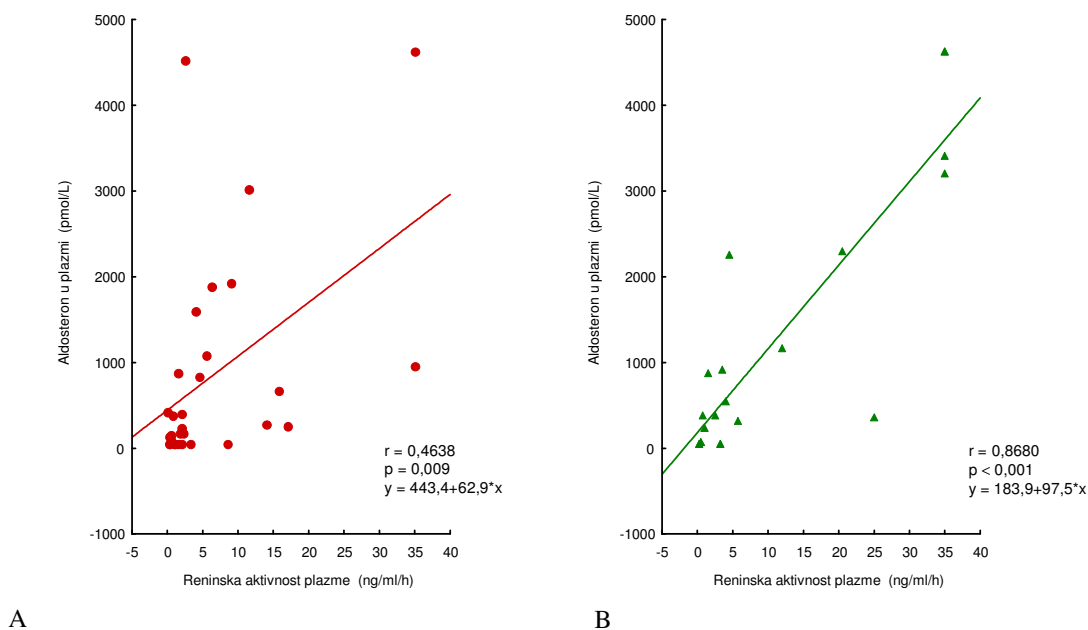 5000
4000
3000
2000
1000
0
-1000
Aldosteron u plazmi (pmol/L)
r = 0,4638
p = 0,009
y = 443,4+62,9*x
-5 0 5 10 15 20 25 30 35 40
Reninska aktivnost plazme (ng/ml/h)
A
5000
4000
3000
2000
1000
0
-1000
Aldosteron u plazmi (pmol/L)
r = 0,8680
p < 0,001
y = 183,9+97,5*x
-5 0 5 10 15 20 25 30 35 40
Reninska aktivnost plazme (ng/ml/h)
B